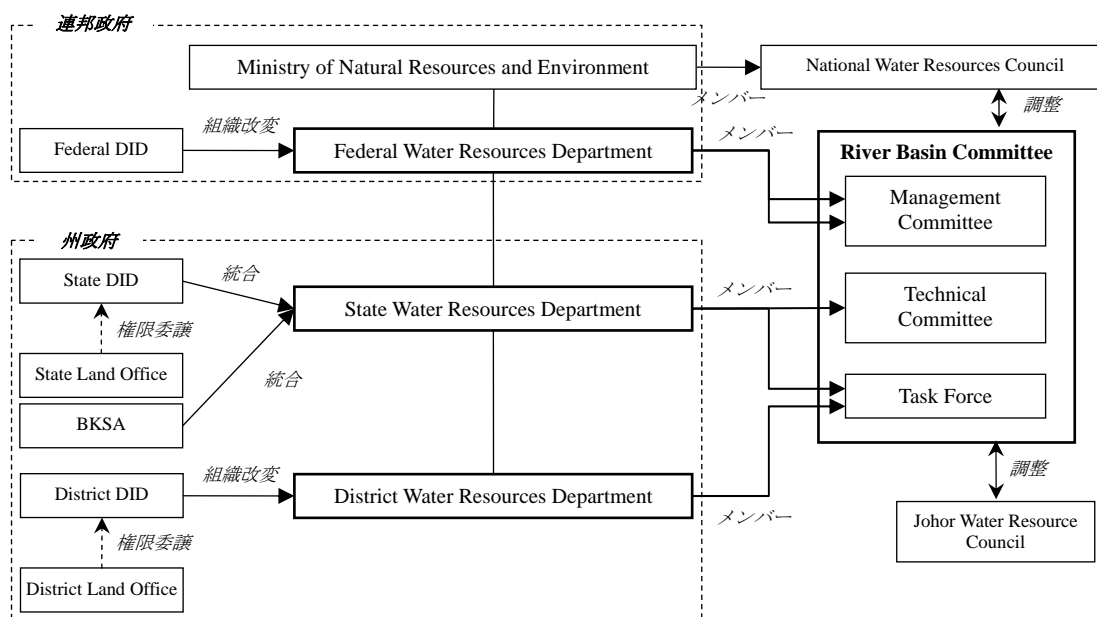 連邦政府
Ministry of Natural Resources and Environment
National Water Resources Council
メンバー
調整
Federal DID
組織改変
Federal Water Resources Department
メンバー
River Basin Committee
Management
Committee
州政府
State DID
統合
State Water Resources Department
メンバー
Technical
Committee
権限委譲
State Land Office
統合
BKSA
Task Force
District DID
組織改変
District Water Resources Department
メンバー
調整
権限委譲
Johor Water Resource
Council
District Land Office